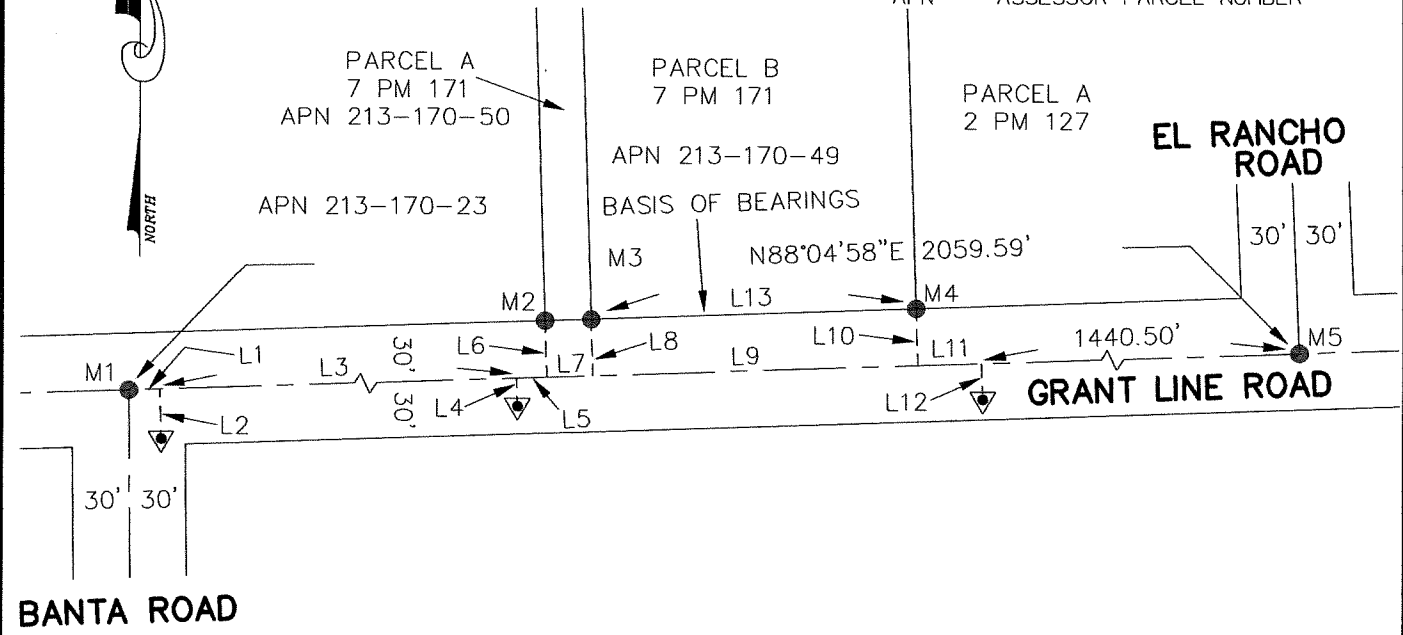 APN ASSESSOR PARCEL NUMBER
PARCEL A
7 PM 171
APN 213-170-50
PARCEL B
7 PM 171
PARCEL A
2 PM 127
EL RANCHO
ROAD
APN 213-170-49
APN 213-170-23
BASIS OF BEARINGS
NORTH
30' 30'
M3
N88°04'58"E 2059.59'
M2
L13
M4
L6
L8
L10
1440.50'
M5
M1
L1
L3
30'
L7
L9
L11
GRANT LINE ROAD
L2
30'
L4
L5
L12
30' 30'
BANTA ROAD